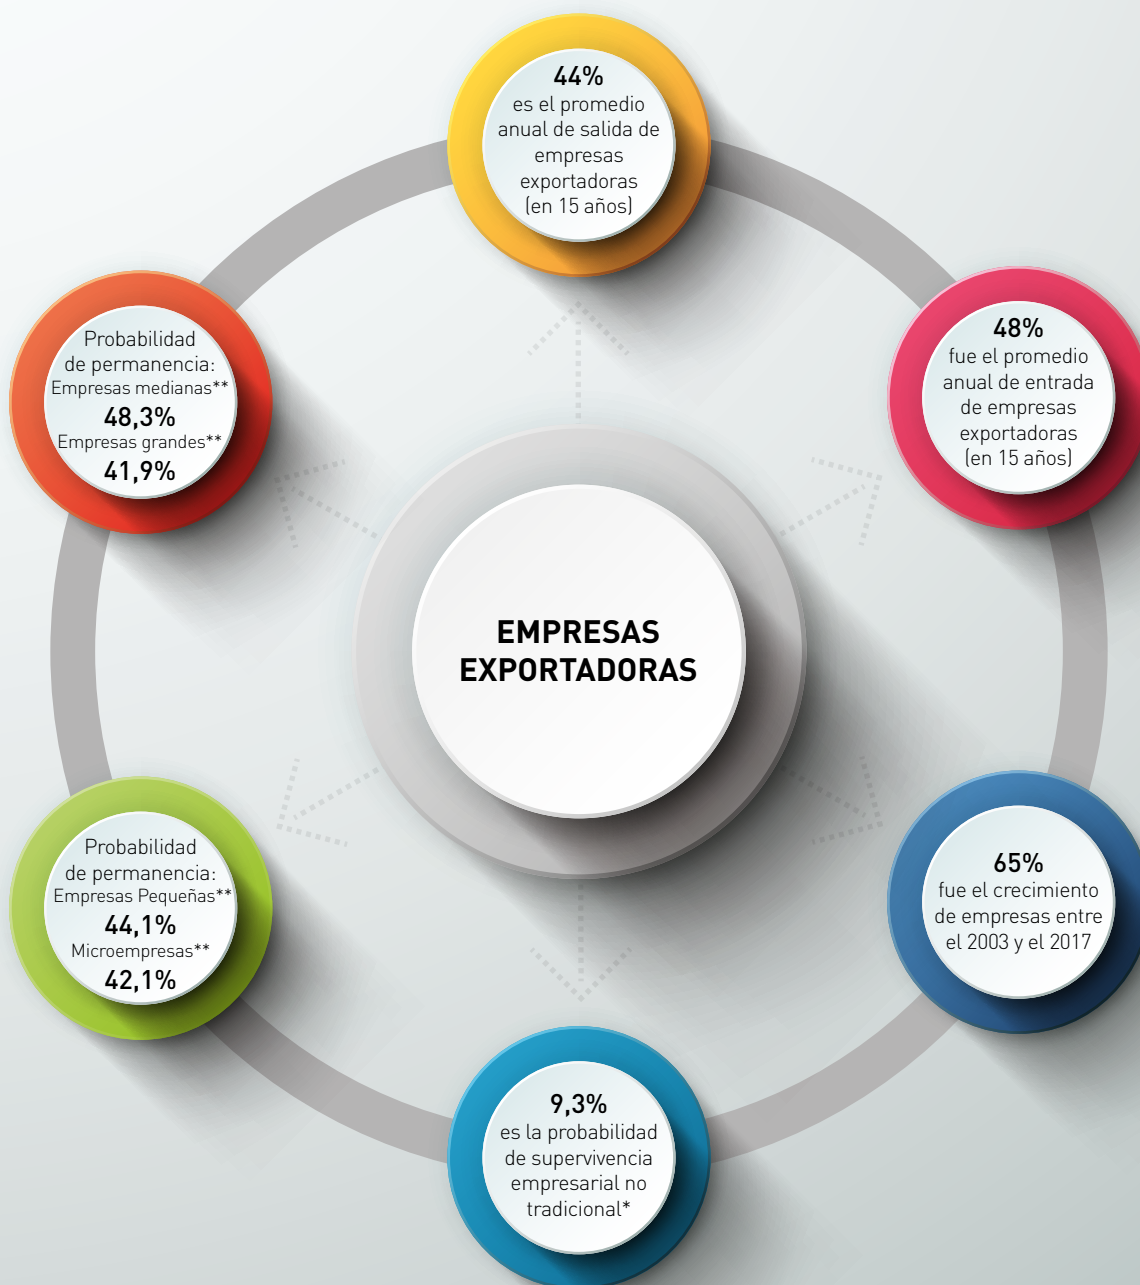 44%
es el promedio
anual de salida de
empresas
exportadoras
(en 15 años)
48%
fue el promedio
anual de entrada
de empresas
exportadoras
(en 15 años)
Probabilidad
de permanencia:
Empresas medianas**
48,3%
Empresas grandes**
41,9%
EMPRESAS
EXPORTADORAS
Probabilidad
de permanencia:
Empresas Pequeñas**
44,1%
Microempresas**
42,1%
65%
fue el crecimiento
de empresas entre
el 2003 y el 2017
9,3%
es la probabilidad
de supervivencia
empresarial no
tradicional*